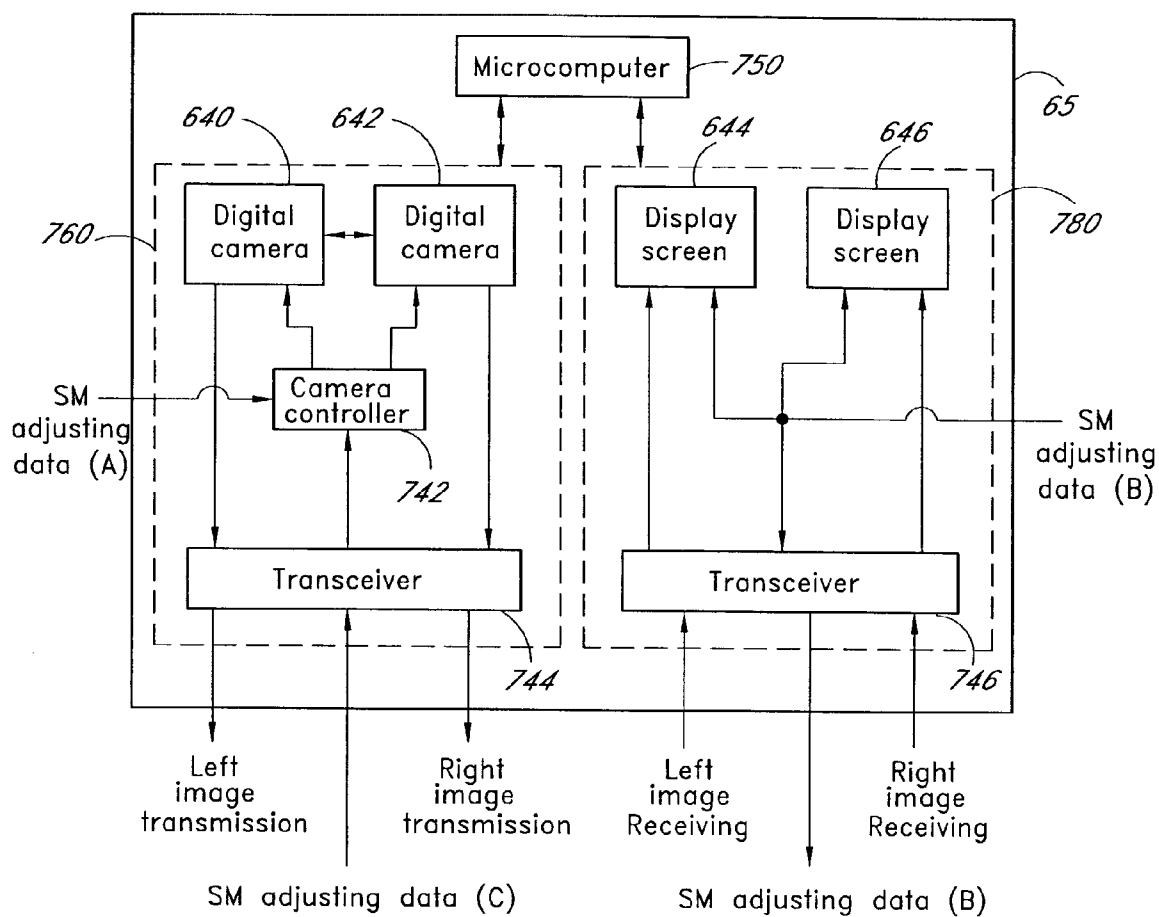 Microcomputer
750
65
640
642
644
646
Digital
camera
Digital
camera
Display
screen
Display
screen
760
780
SM
adjusting
data (A)
Camera
controller
742
SM
adjusting
data (B)
Transceiver
744
Transceiver
746
Left
image
transmission
Right
image
transmission
Left
image
Receiving
Right
image
Receiving
SM adjusting data (C)
SM adjusting data (B)